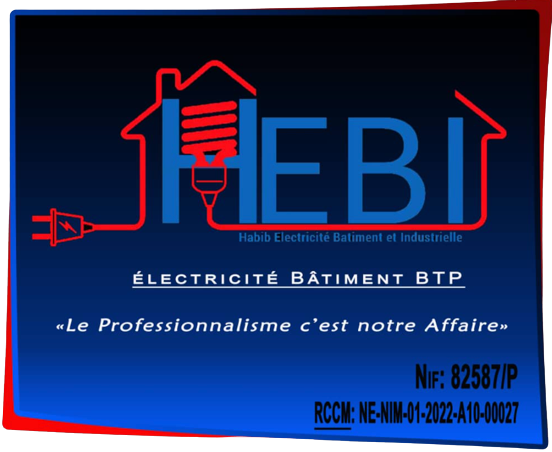 HEBI
Habib Electricité Batiment et Industrielle
ÉLECTRICITÉ BÂTIMENT BTP
«Le Professionnalisme c'est notre Affaire»
NIF: 82587/P
RCCM: NE-NIM-01-2022-A10-00027